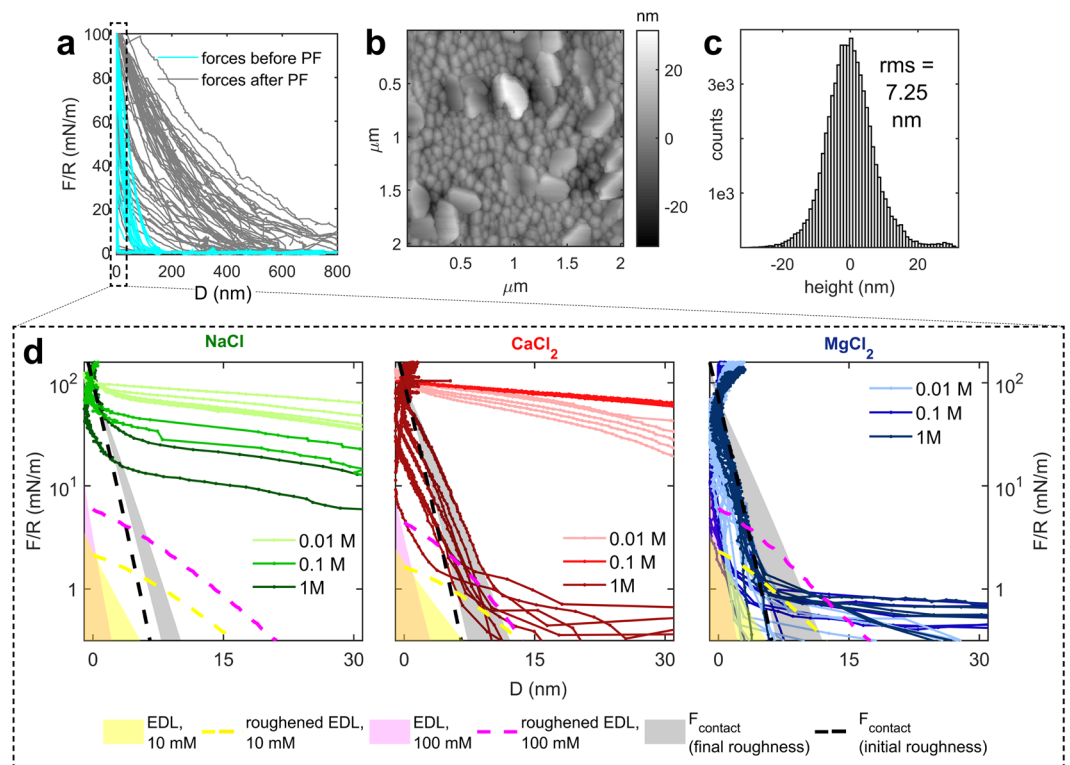 a
100
80
60
40
20
0
F/R (mN/m)
forces before PF
forces after PF
0
200
400
600
800
D (nm)
b
nm
0.5
1
1.5
2
μm
0.5
1
1.5
2
μm
20
0
-20
c
3e3
1e3
counts
rms =
7.25
nm
-20
0
20
height (nm)
d
NaCl
CaCl2
MgCl2
10²
10¹
1
F/R (mN/m)
0.01 M
0.1 M
1M
0
15
30
0.01 M
0.1 M
1M
0
15
30
0.01 M
0.1 M
1M
0
15
30
10²
10¹
1
F/R (mN/m)
D (nm)
EDL,
10 mM
roughened EDL,
10 mM
EDL,
100 mM
roughened EDL,
100 mM
Fcontact
(final roughness)
Fcontact
(initial roughness)